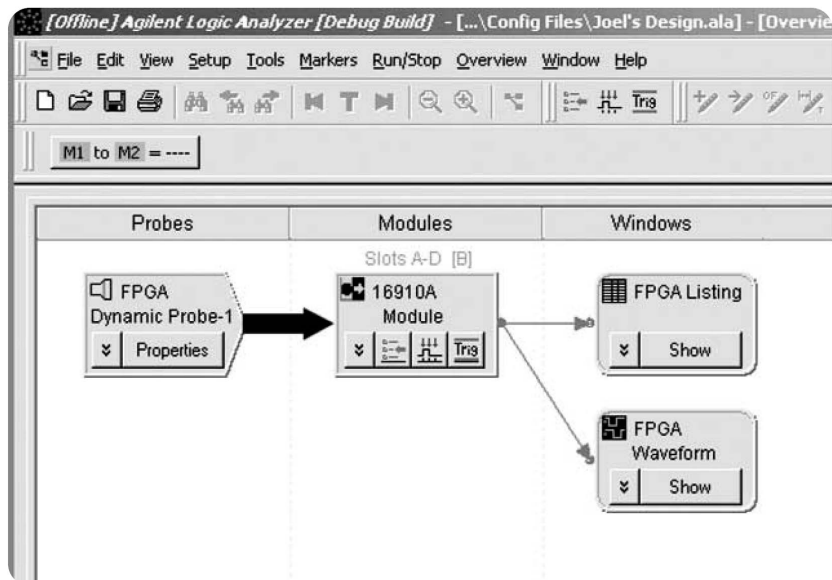 [Offline] Agilent Logic Analyzer [Debug Build] - [...\Config Files\Joel's Design.ala] - [Overvie
File Edit View Setup Tools Markers Run/Stop Overview Window Help
T Trig
M1 to M2 = ----
Probes Modules Windows
Slots A-D [B]
FPGA
Dynamic Probe-1
Properties
16910A
Module
Trig
FPGA Listing
Show
FPGA
Waveform
Show